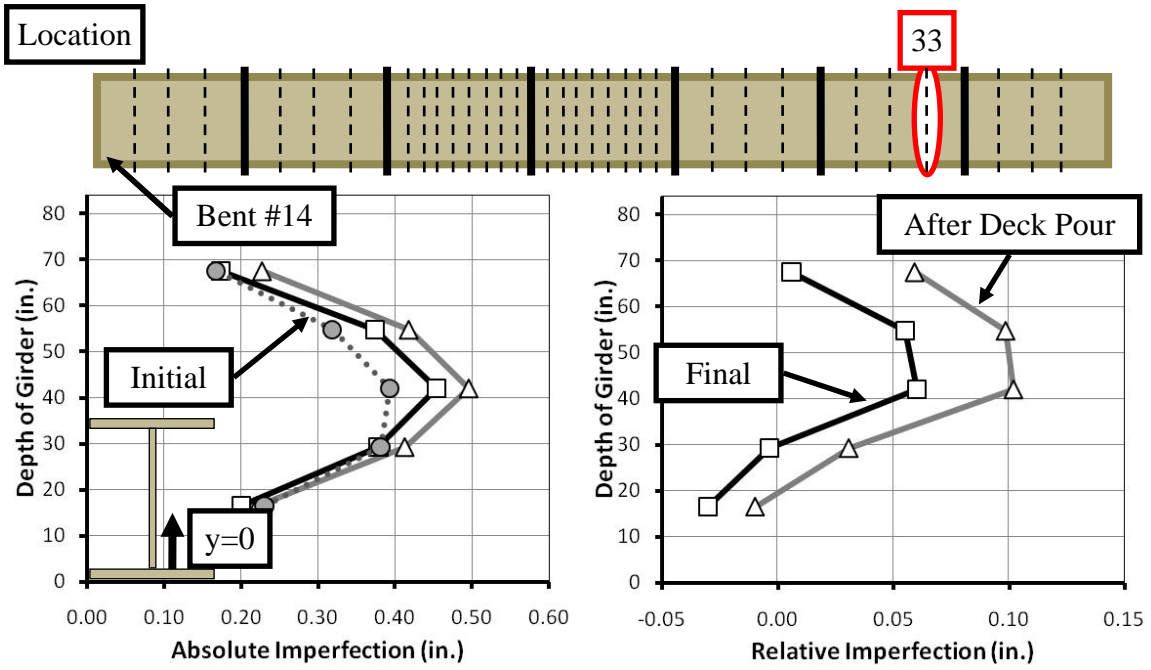 Location
33
Bent #14
After Deck Pour
Initial
Final
y=0
Depth of Girder (in.)
80
70
60
50
40
30
20
10
0
0.00 0.10 0.20 0.30 0.40 0.50 0.60
Absolute Imperfection (in.)
Depth of Girder (in.)
80
70
60
50
40
30
20
10
0
-0.05 0.00 0.05 0.10 0.15
Relative Imperfection (in.)